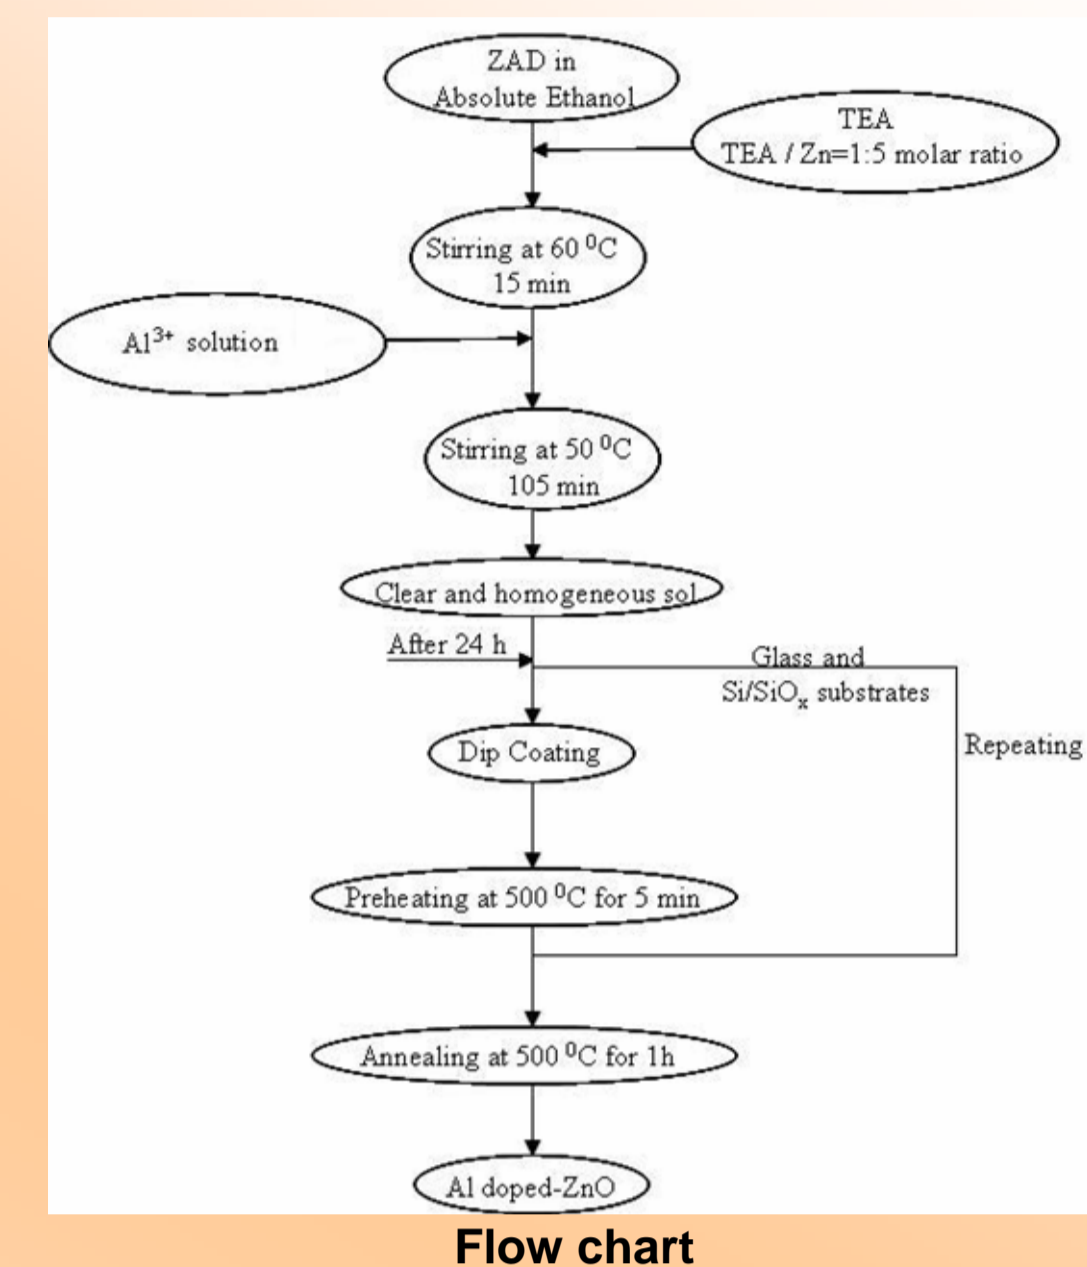 ZAD in
Absolute Ethanol
TEA
TEA / Zn=1:5 molar ratio
Stirring at 60 ⁰C
15 min
Al³⁺ solution
Stirring at 50 ⁰C
105 min
Clear and homogeneous sol
After 24 h
Glass and
Si/SiOₓ substrates
Repeating
Dip Coating
Preheating at 500 ⁰C for 5 min
Annealing at 500 ⁰C for 1h
Al doped-ZnO
Flow chart